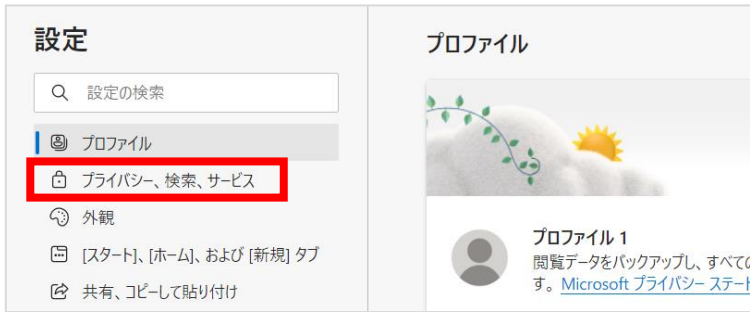 設定
設定の検索
プロファイル
プライバシー、検索、サービス
外観
[スタート]、[ホーム]、および [新規] タブ
共有、コピーして貼り付け
プロファイル
プロファイル 1
閲覧データをバックアップし、すべての
す。Microsoft プライバシー ステート